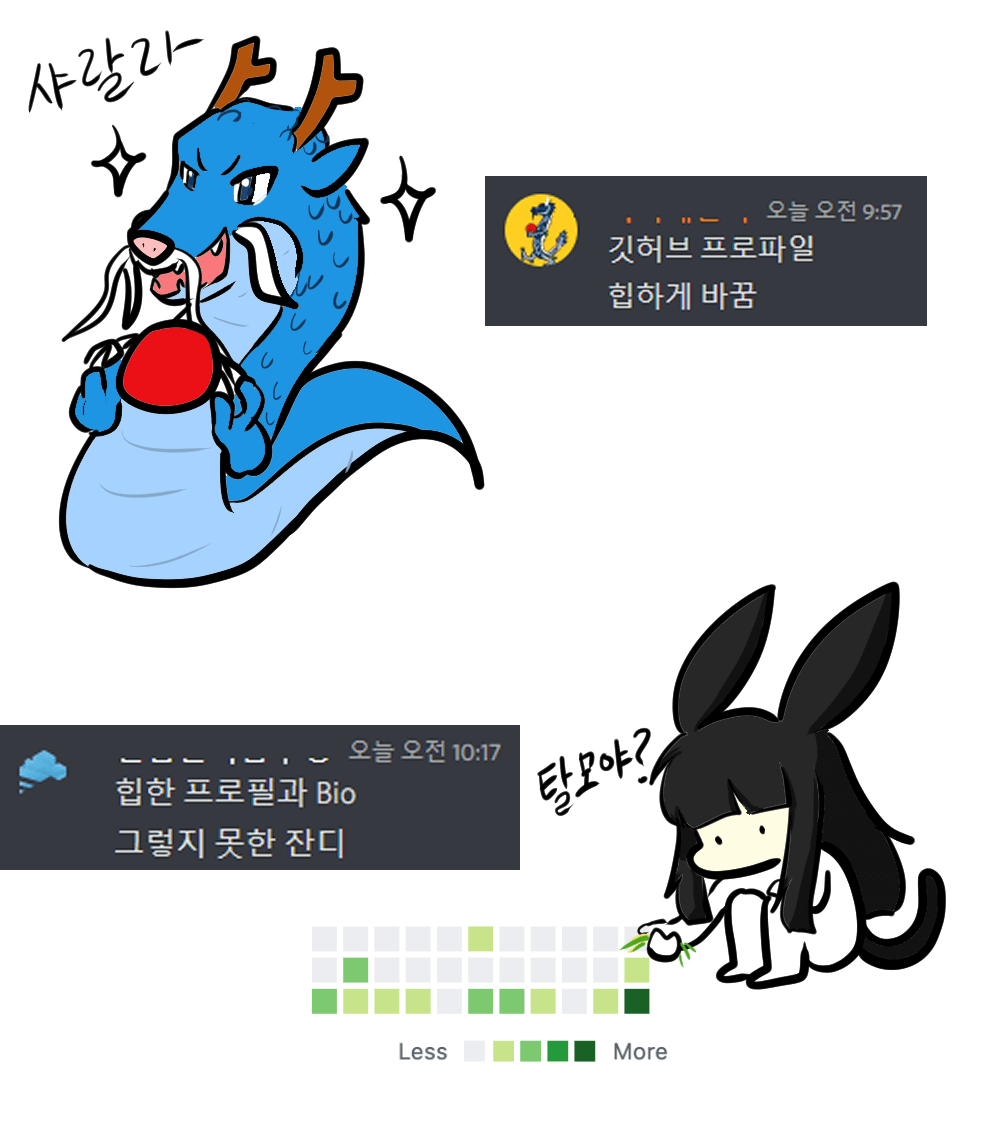 샤랄라~
오늘 오전 9:57
깃허브 프로파일
힙하게 바꿈
탈모야?
오늘 오전 10:17
힙한 프로필과 Bio
그렇지 못한 잔디
Less More